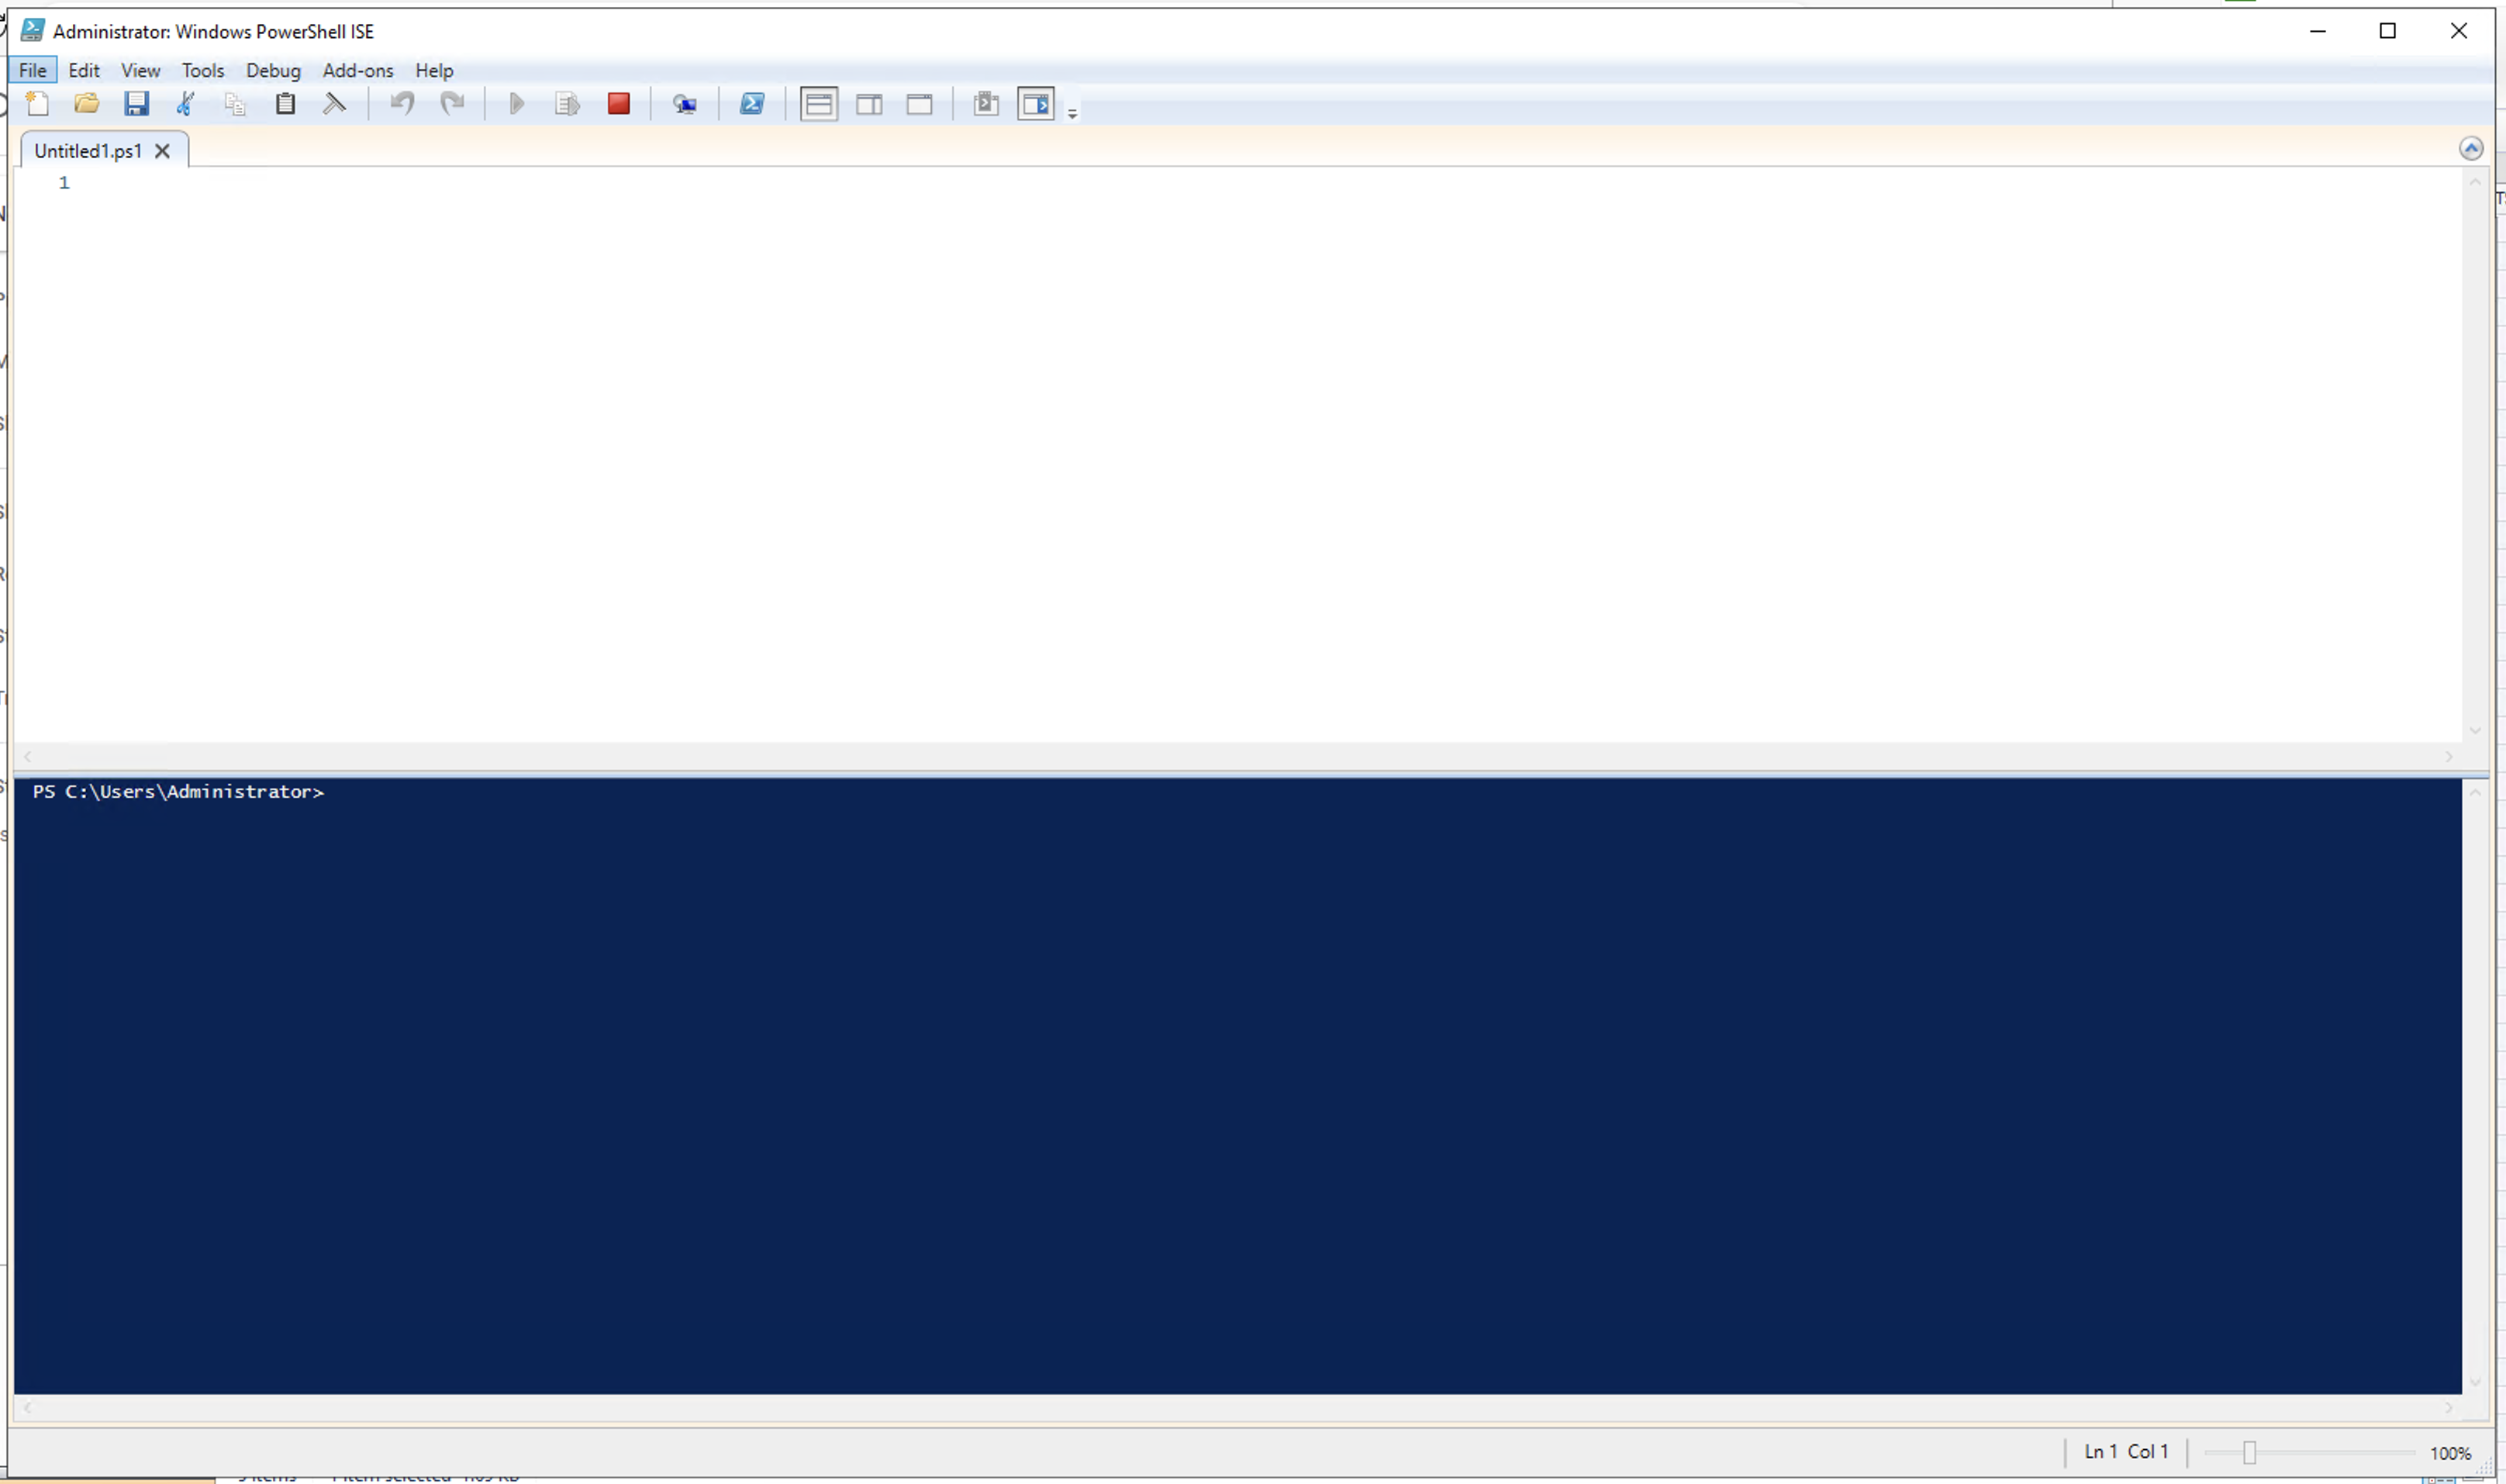 Administrator: Windows PowerShell ISE
File Edit View Tools Debug Add-ons Help
Untitled1.ps1
1
PS C:\Users\Administrator>
Ln 1 Col 1
100%